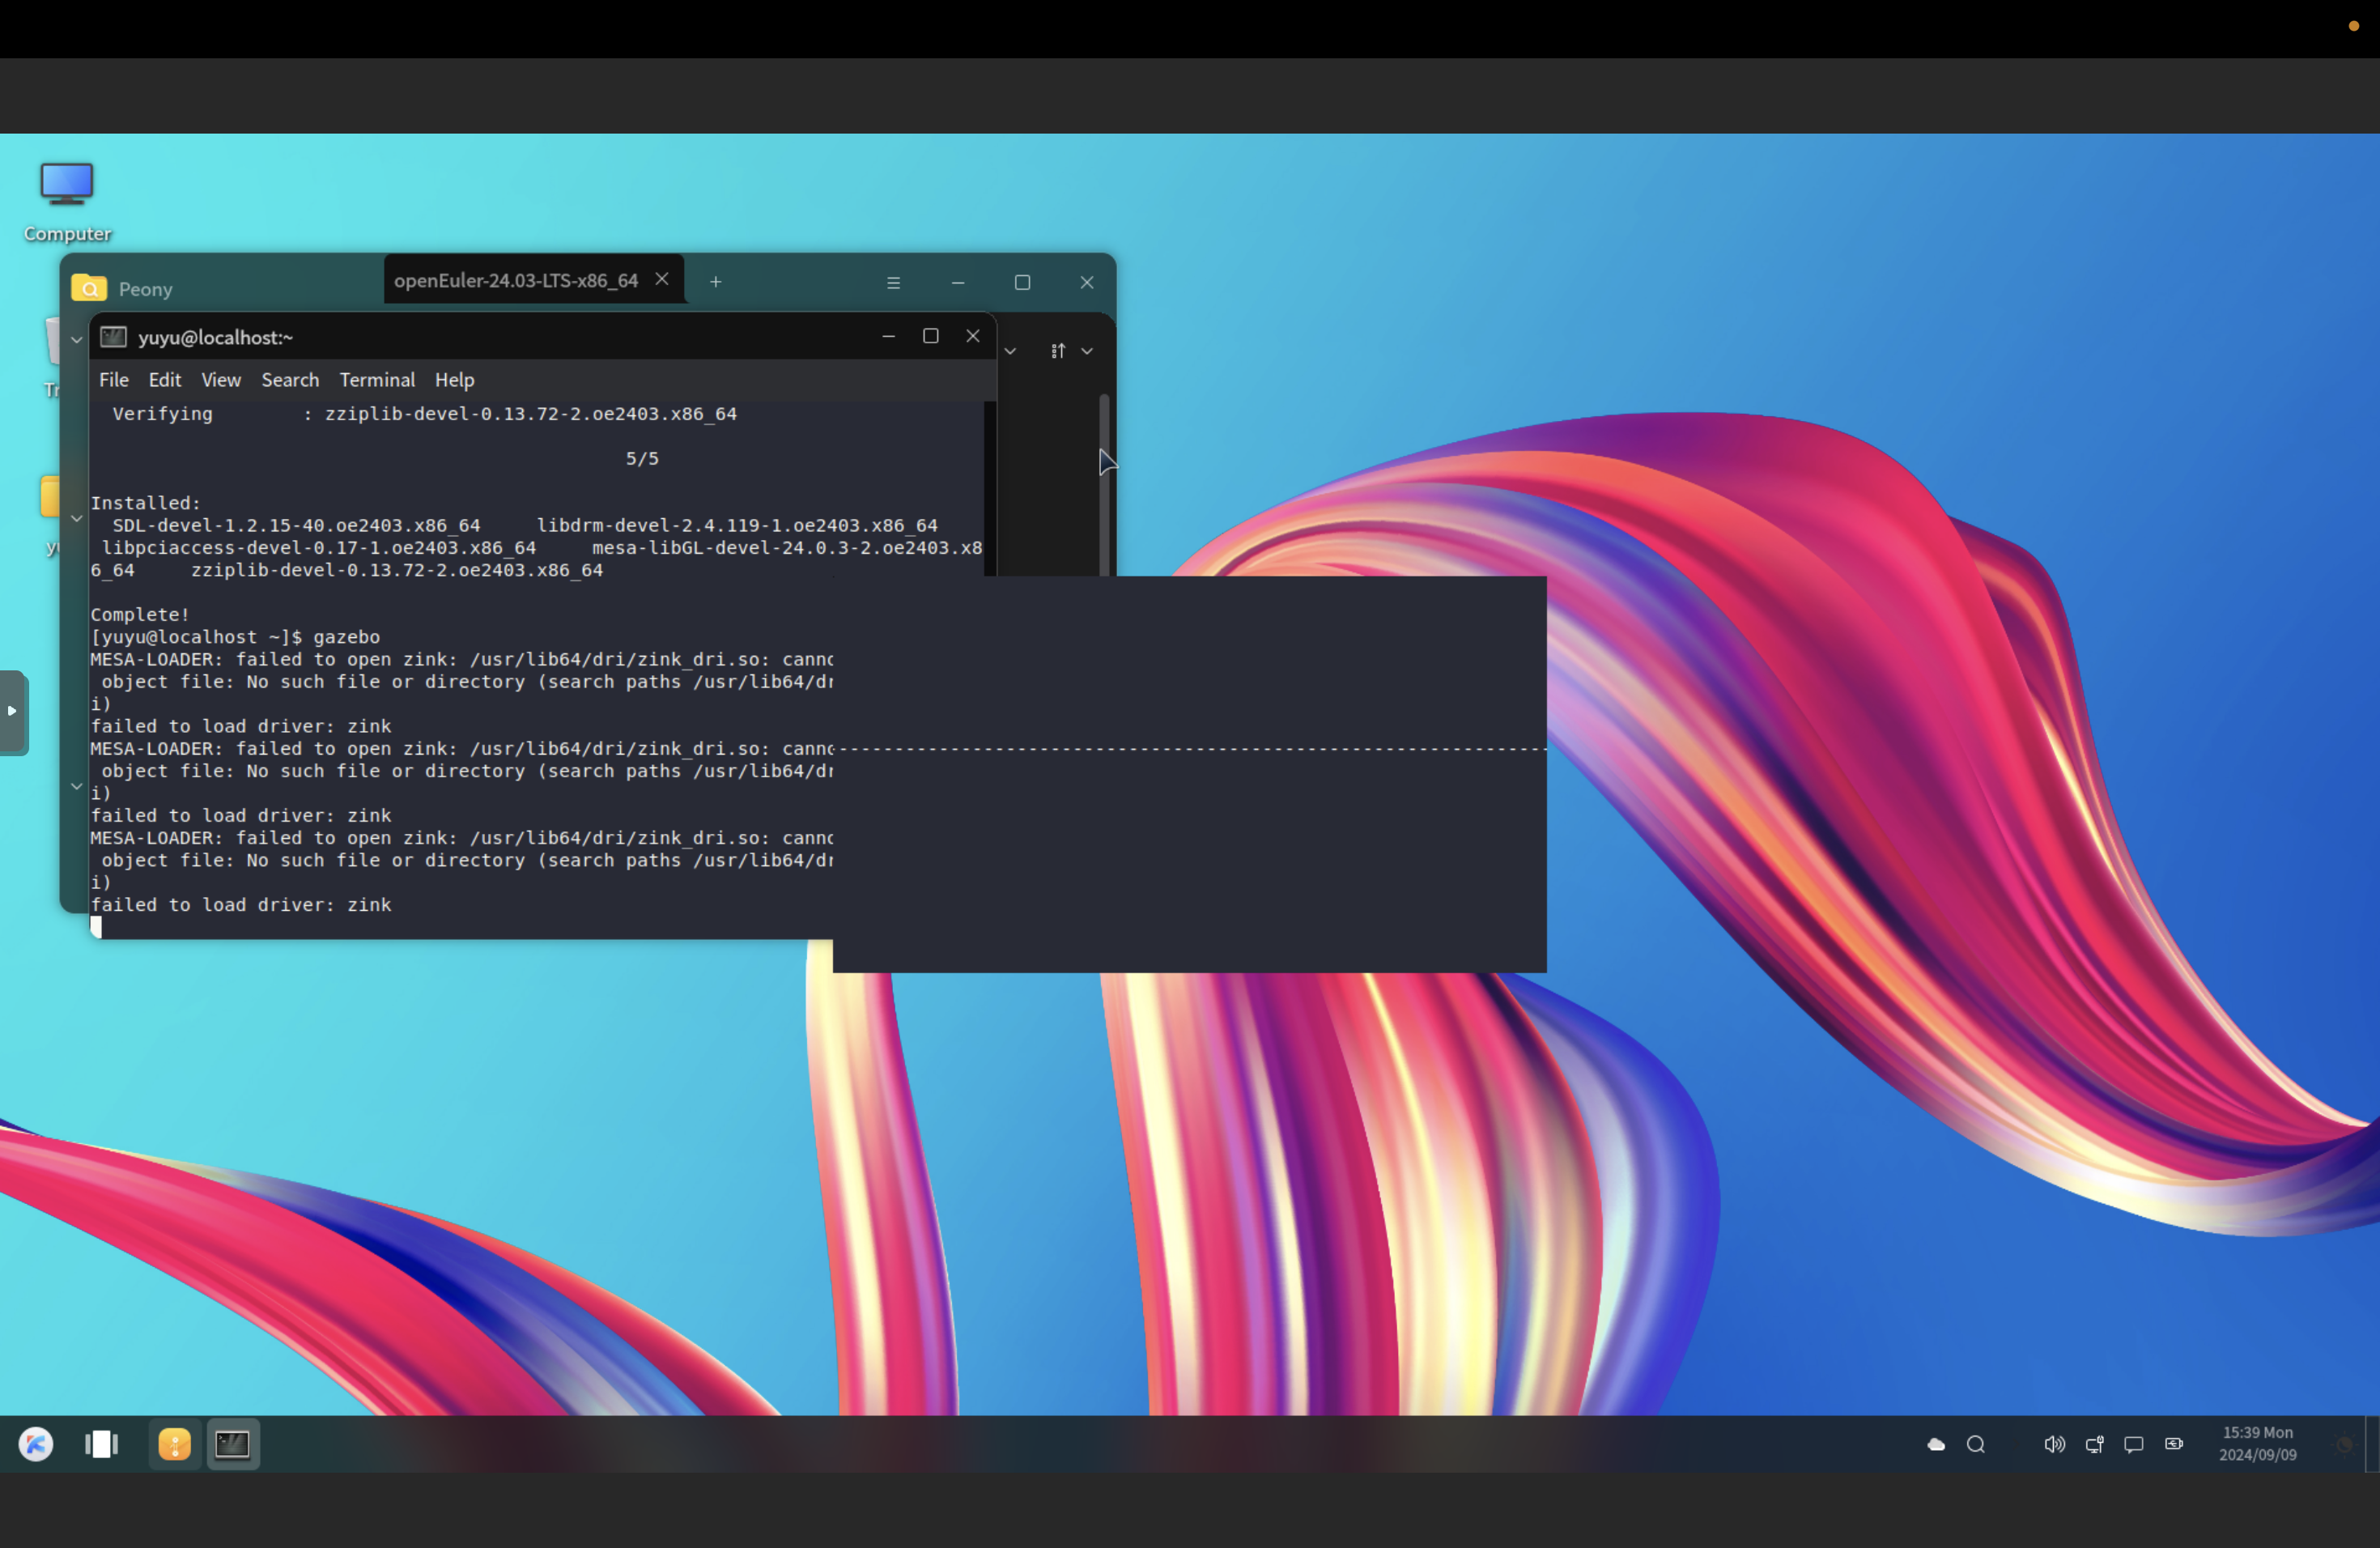 Computer
Peony
openEuler-24.03-LTS-x86_64
yuyu@localhost:~
File Edit View Search Terminal Help
Verifying : zziplib-devel-0.13.72-2.oe2403.x86_64
5/5
Installed:
SDL-devel-1.2.15-40.oe2403.x86_64 libdrm-devel-2.4.119-1.oe2403.x86_64
libpciaccess-devel-0.17-1.oe2403.x86_64 mesa-libGL-devel-24.0.3-2.oe2403.x8
6_64 zziplib-devel-0.13.72-2.oe2403.x86_64
Complete!
[yuyu@localhost ~]$ gazebo
MESA-LOADER: failed to open zink: /usr/lib64/dri/zink_dri.so:
object file: No such file or directory (search paths /usr/lib64/dr
i)
failed to load driver: zink
MESA-LOADER: failed to open zink: /usr/lib64/dri/zink_dri.so:
object file: No such file or directory (search paths /usr/lib64/dr
i)
failed to load driver: zink
MESA-LOADER: failed to open zink: /usr/lib64/dri/zink_dri.so:
object file: No such file or directory (search paths /usr/lib64/dr
i)
failed to load driver: zink
15:39 Mon
2024/09/09